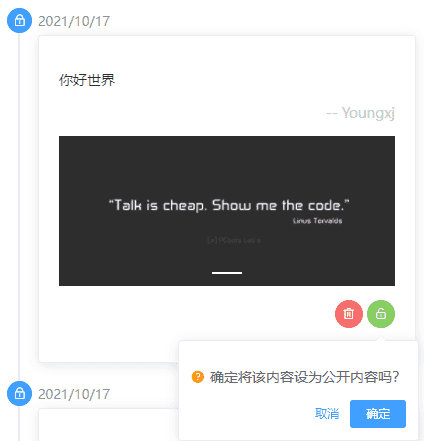 2021/10/17
你好世界
-- Youngxj
“Talk is cheap. Show me the code.”
Linus Torvalds
确定将该内容设为公开内容吗？
取消
确定
2021/10/17